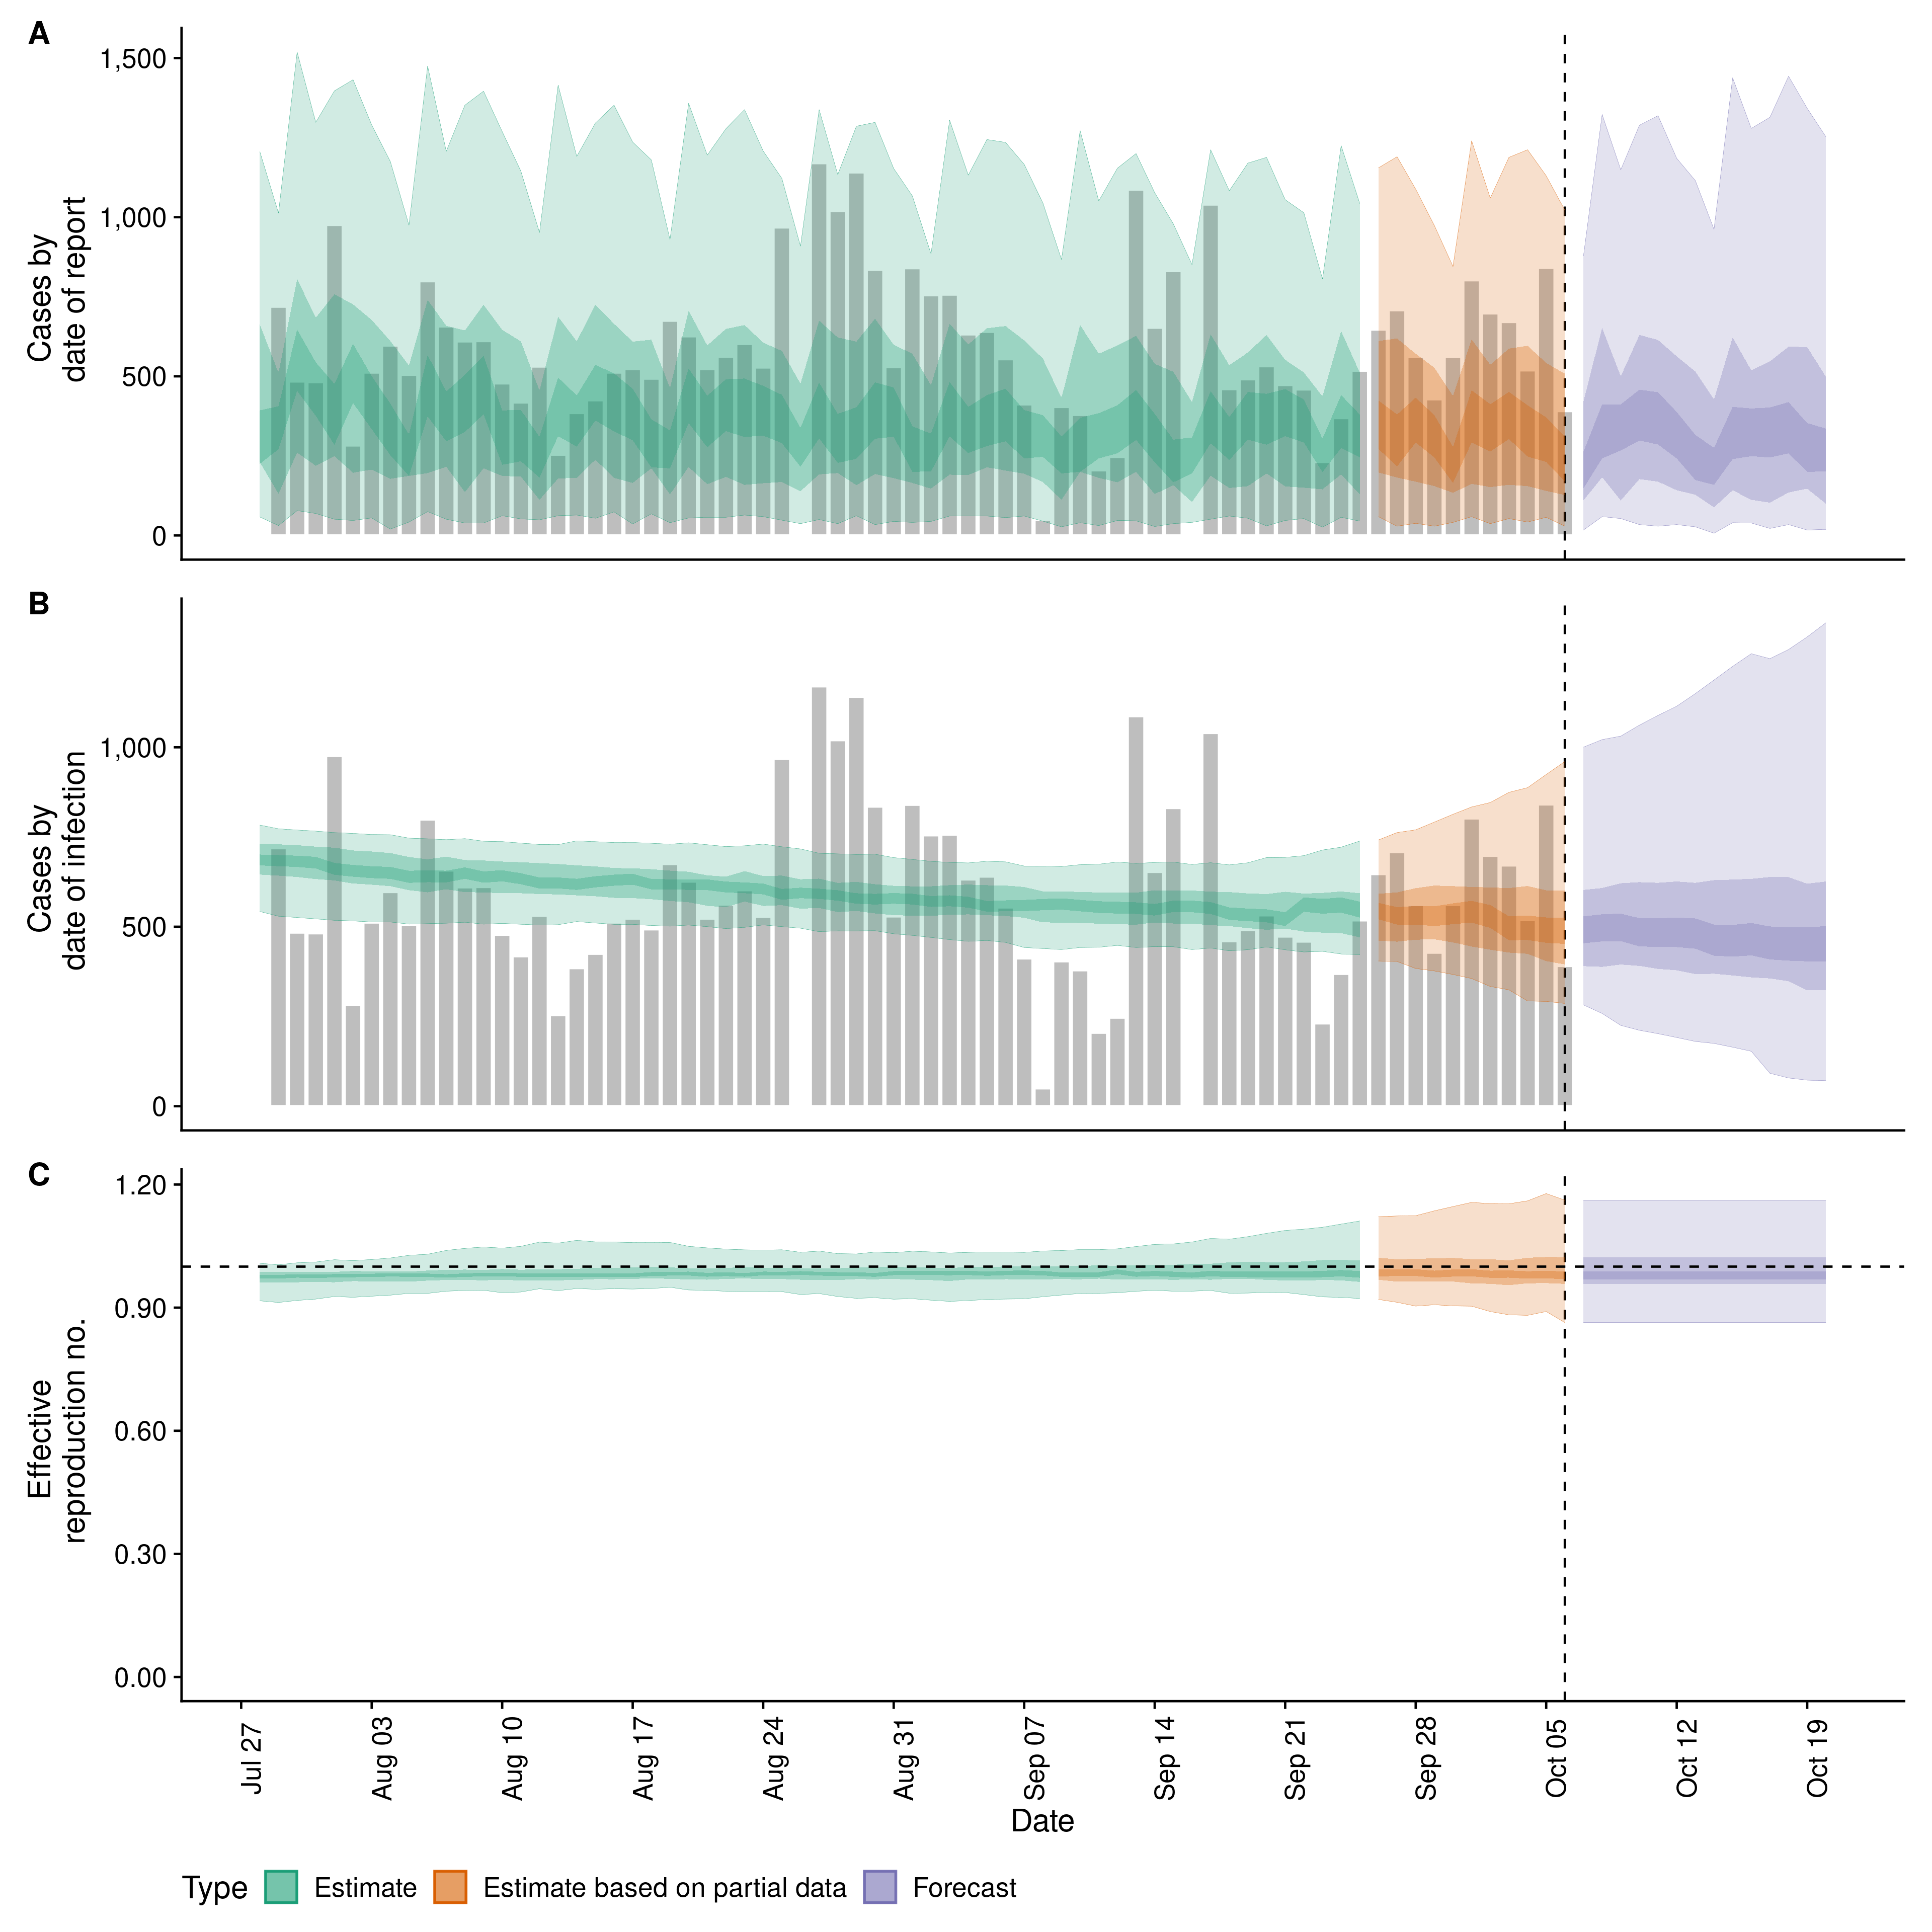 A
1,500
1,000
500
0
Cases by
date of report
B
1,000
500
0
Cases by
date of infection
C
1.20
0.90
0.60
0.30
0.00
Effective
reproduction no.
Jul 27
Aug 03
Aug 10
Aug 17
Aug 24
Aug 31
Sep 07
Sep 14
Sep 21
Sep 28
Oct 05
Oct 12
Oct 19
Date
Type Estimate Estimate based on partial data Forecast